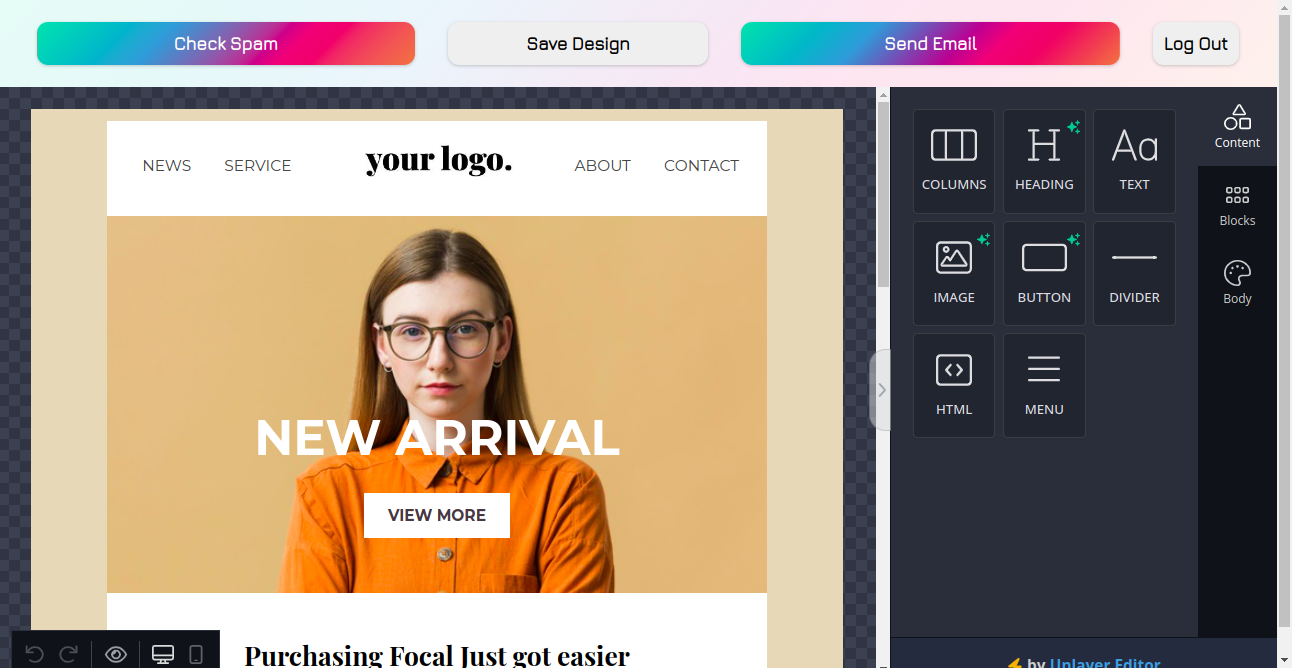 Check Spam
Save Design
Send Email
Log Out
NEWS
SERVICE
your logo.
ABOUT
CONTACT
NEW ARRIVAL
VIEW MORE
Purchasing Focal Just got easier
COLUMNS
HEADING
TEXT
IMAGE
BUTTON
DIVIDER
HTML
MENU
Content
Blocks
Body
by Unlayer Editor